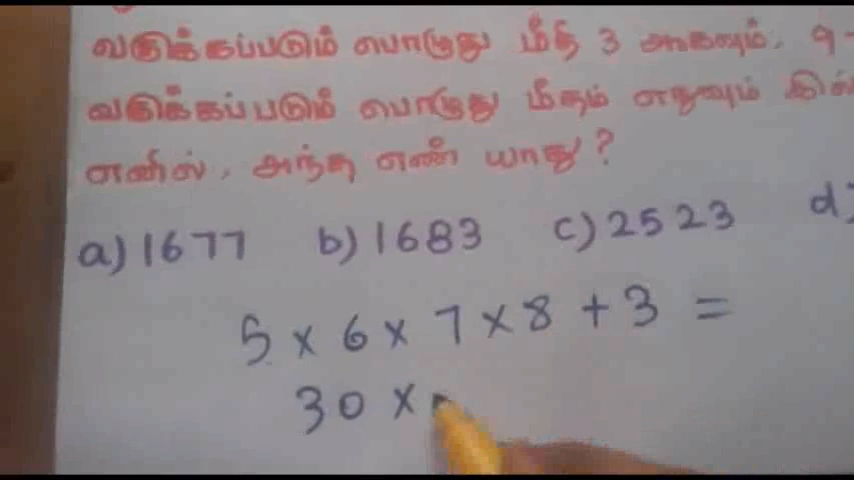 வகுக்கப்படும் பொழுது மீதி 3 ஆகவும், 9-
வகுக்கப்படும் பொழுது மீதம் எதுவும் இல்
எனில், அந்த எண் யாது?
a) 1677 b) 1683 c) 2523 d)
5 × 6 × 7 × 8 + 3 =
30 ×